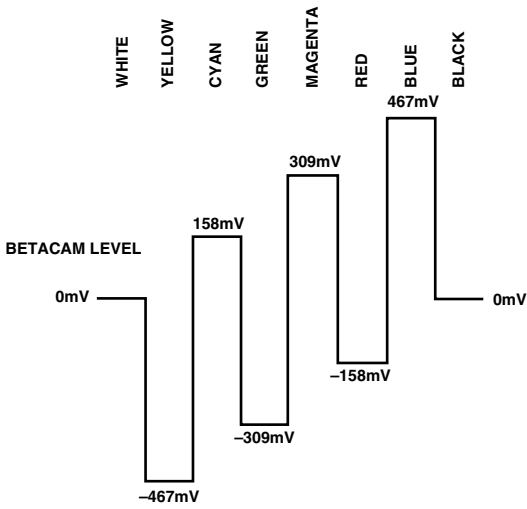 WHITE
YELLOW
CYAN
GREEN
MAGENTA
RED
BLUE
BLACK
467mV
309mV
158mV
BETACAM LEVEL
0mV
0mV
–158mV
–309mV
–467mV